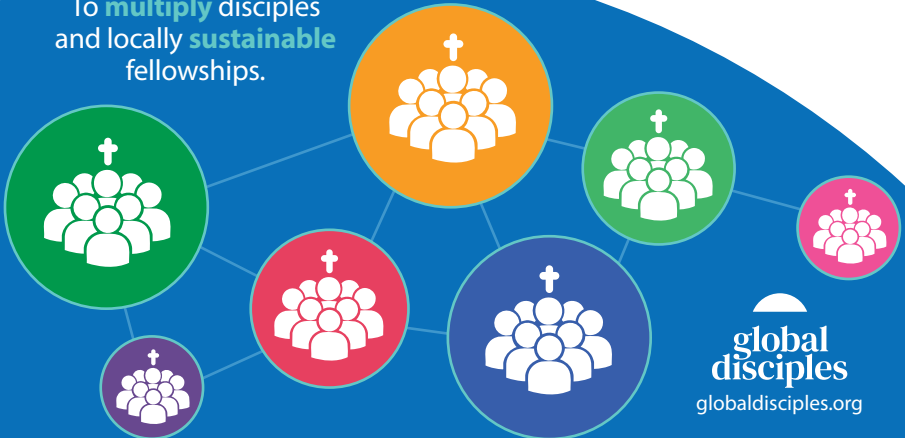 To multiply disciples
and locally sustainable
fellowships.
global
disciples
globaldisciples.org